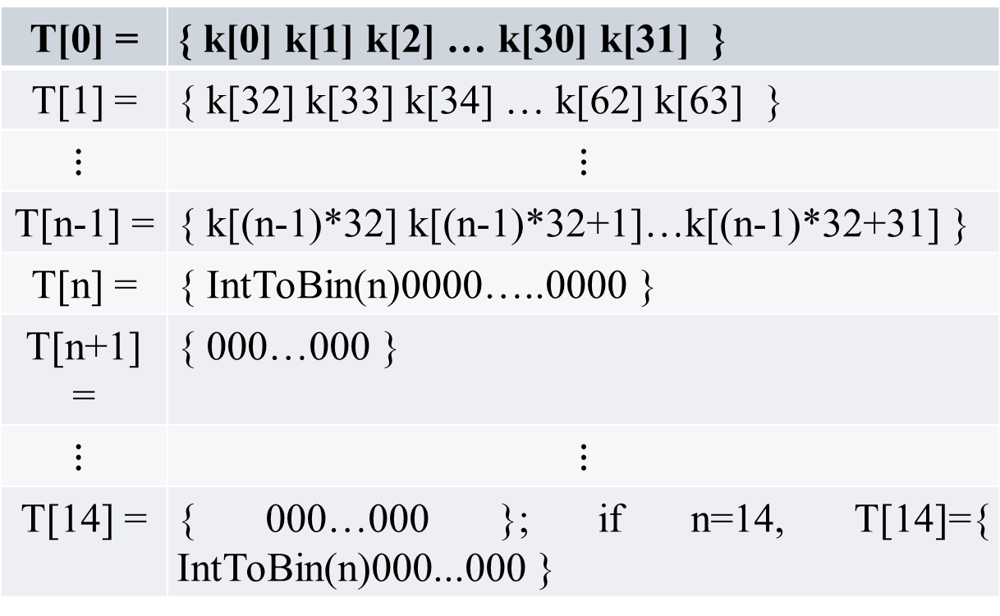 T[0] = { k[0] k[1] k[2] … k[30] k[31] }
T[1] = { k[32] k[33] k[34] … k[62] k[63] }
⋮ ⋮
T[n-1] = { k[(n-1)*32] k[(n-1)*32+1]…k[(n-1)*32+31] }
T[n] = { IntToBin(n)0000…..0000 }
T[n+1] { 000…000 }
=
⋮ ⋮
T[14] = { 000…000 }; if n=14, T[14]={
IntToBin(n)000...000 }